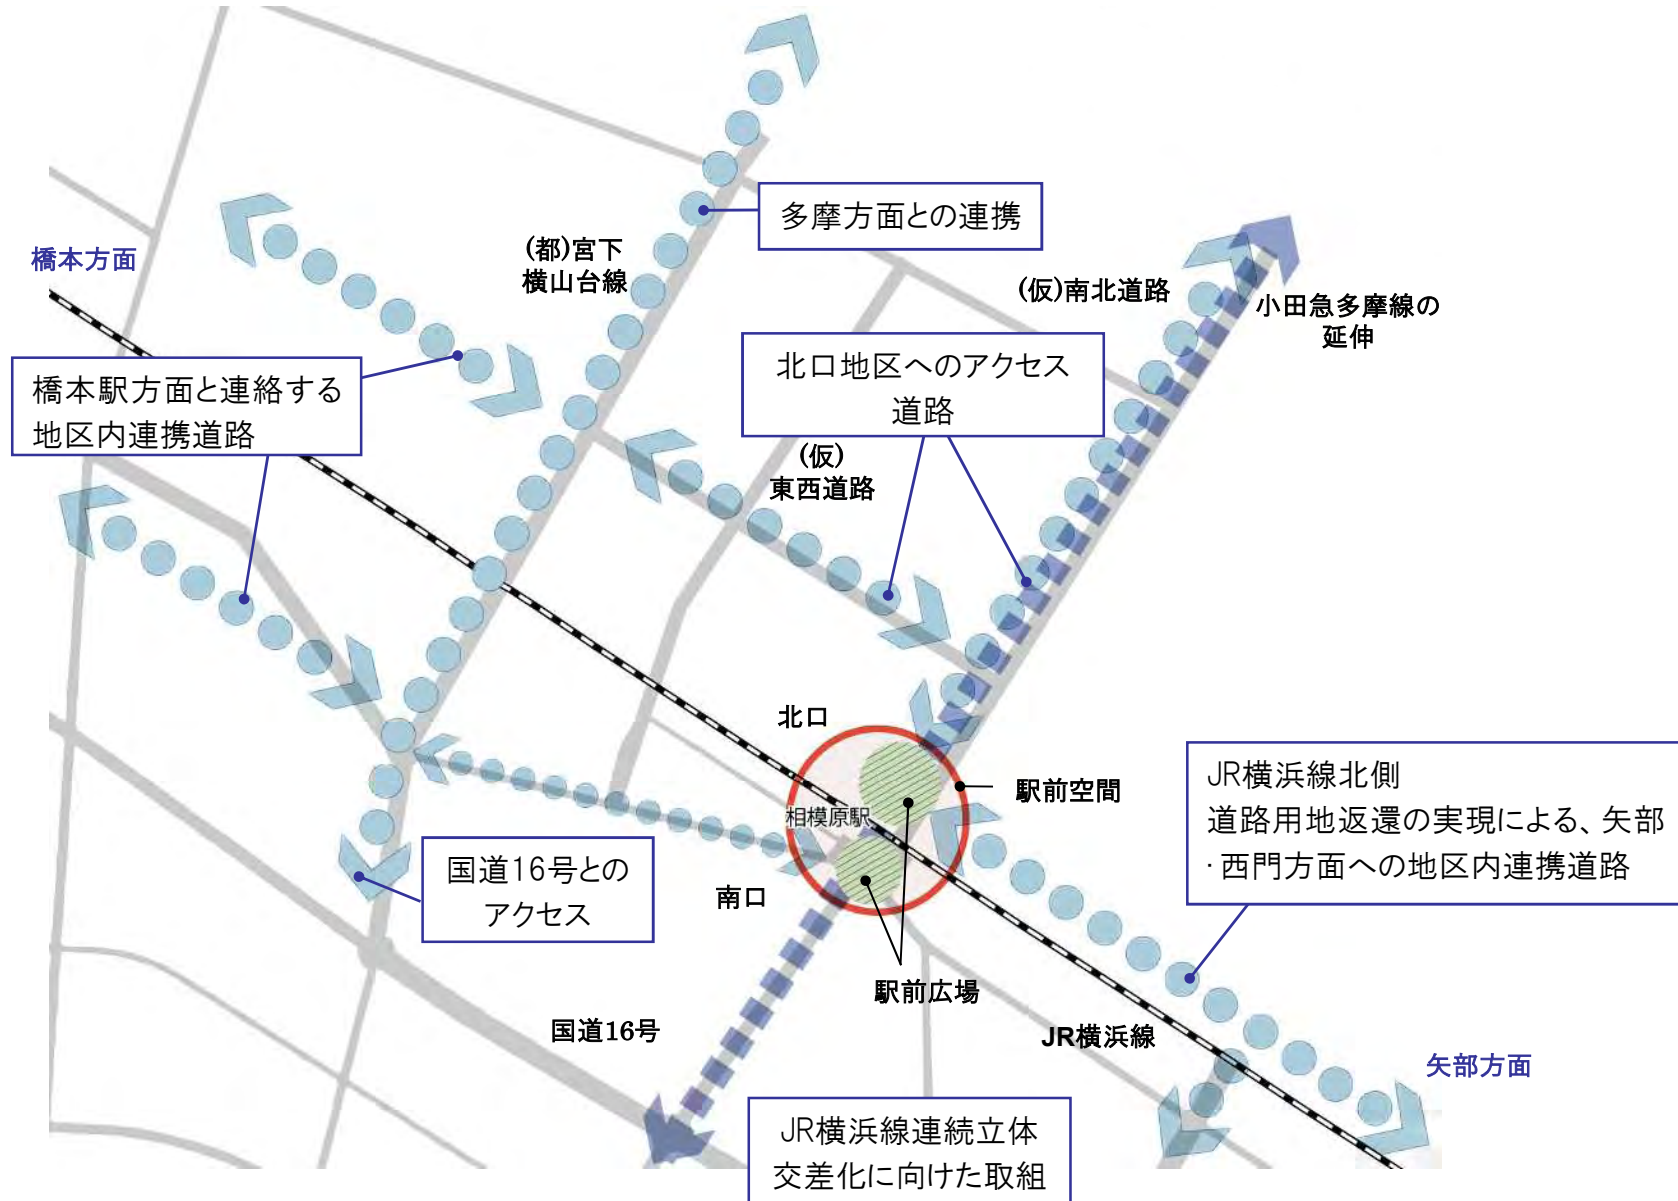 多摩方面との連携
(都)宮下
横山台線
橋本方面
(仮)南北道路
小田急多摩線の
延伸
北口地区へのアクセス
道路
橋本駅方面と連絡する
地区内連携道路
(仮)
東西道路
北口
駅前空間
相模原駅
JR横浜線北側
道路用地返還の実現による、矢部
・西門方面への地区内連携道路
国道16号との
アクセス
南口
駅前広場
国道16号
JR横浜線
矢部方面
JR横浜線連続立体
交差化に向けた取組